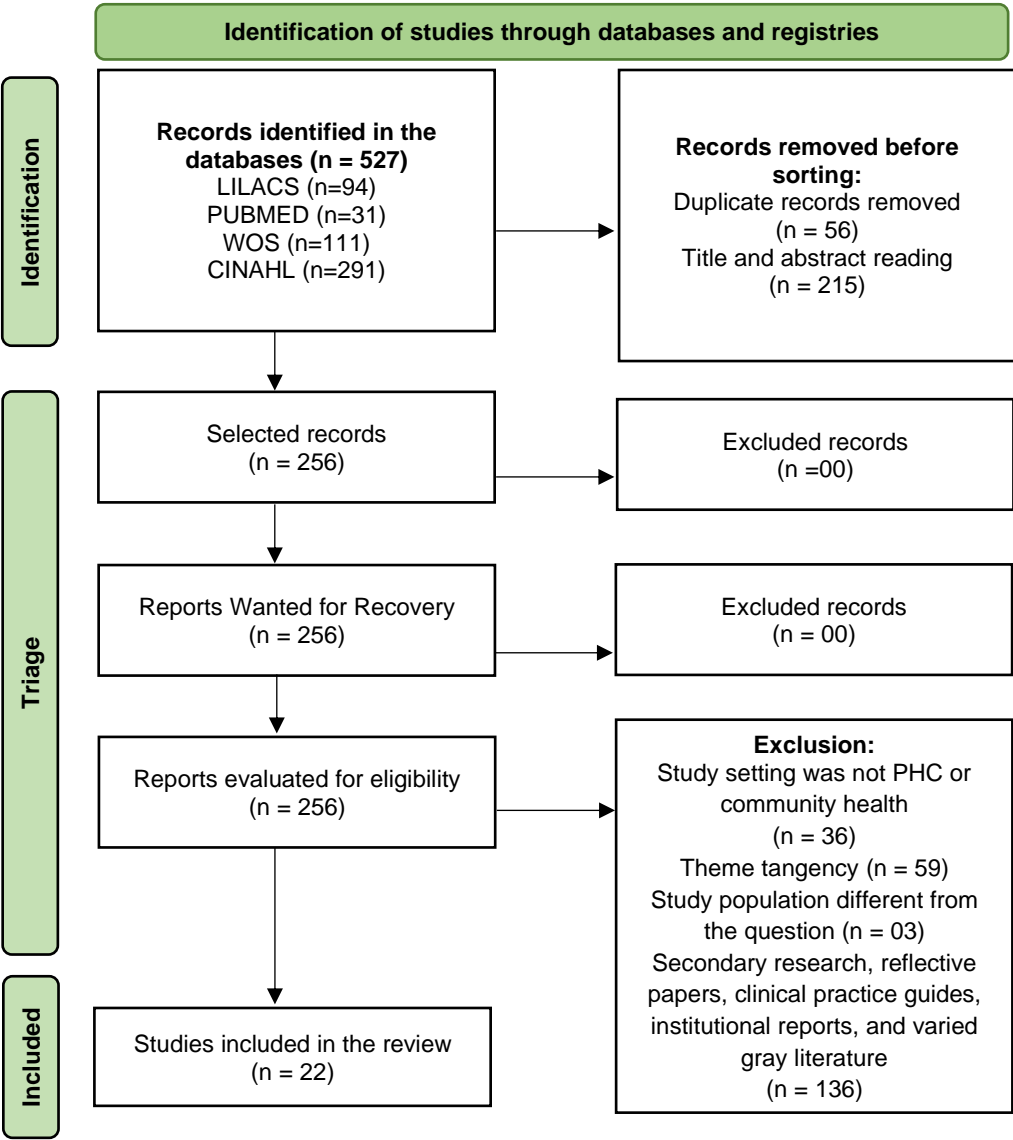 Identification of studies through databases and registries
Identification
Records identified in the
databases (n = 527)
LILACS (n=94)
PUBMED (n=31)
WOS (n=111)
CINAHL (n=291)
Records removed before
sorting:
Duplicate records removed
(n = 56)
Title and abstract reading
(n = 215)
Triage
Selected records
(n = 256)
Excluded records
(n =00)
Reports Wanted for Recovery
(n = 256)
Excluded records
(n = 00)
Reports evaluated for eligibility
(n = 256)
Exclusion:
Study setting was not PHC or
community health
(n = 36)
Theme tangency (n = 59)
Study population different from
the question (n = 03)
Secondary research, reflective
papers, clinical practice guides,
institutional reports, and varied
gray literature
(n = 136)
Included
Studies included in the review
(n = 22)